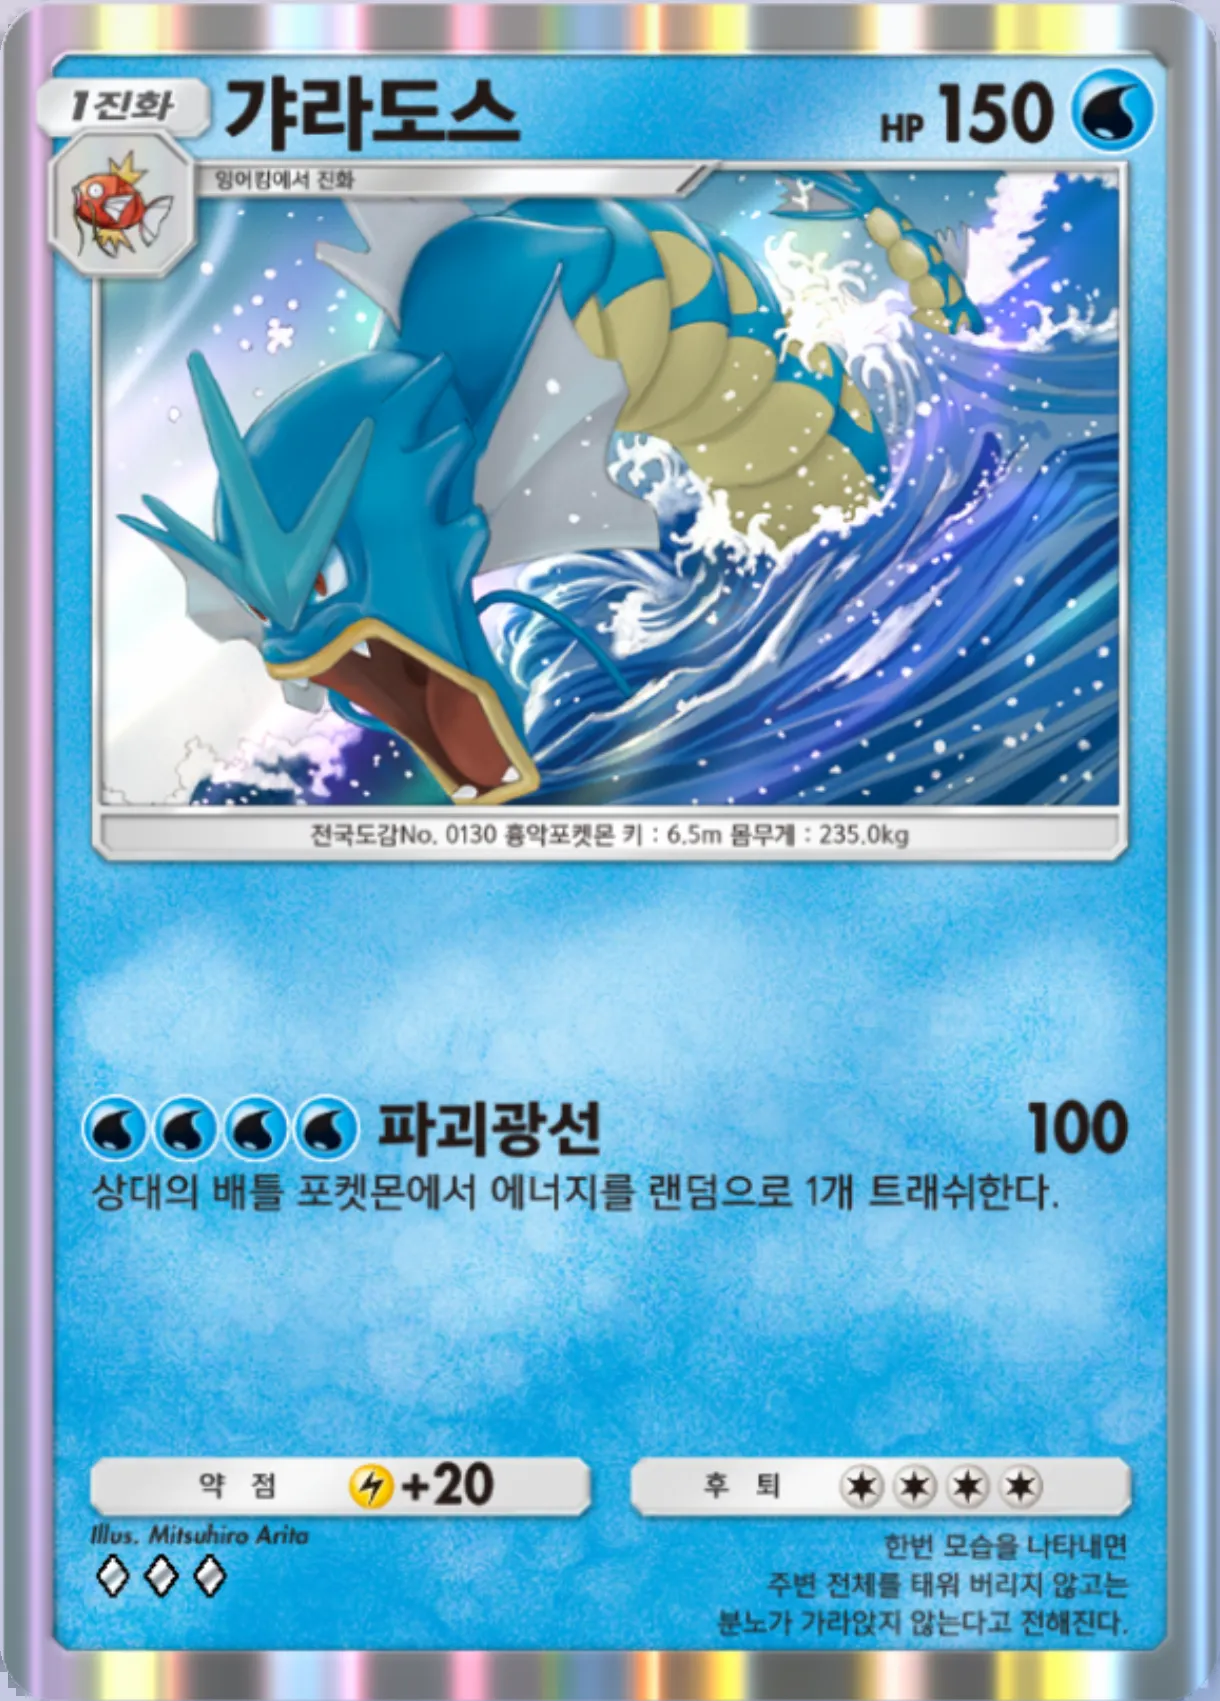 1진화
갸라도스
HP 150
잉어킹에서 진화
전국도감No. 0130 흉악포켓몬 키 : 6.5m 몸무게 : 235.0kg
파괴광선 100
상대의 배틀 포켓몬에서 에너지를 랜덤으로 1개 트래쉬한다.
약 점 +20
후 퇴
Illus. Mitsuhiro Arita
한번 모습을 나타내면
주변 전체를 태워 버리지 않고는
분노가 가라앉지 않는다고 전해진다.